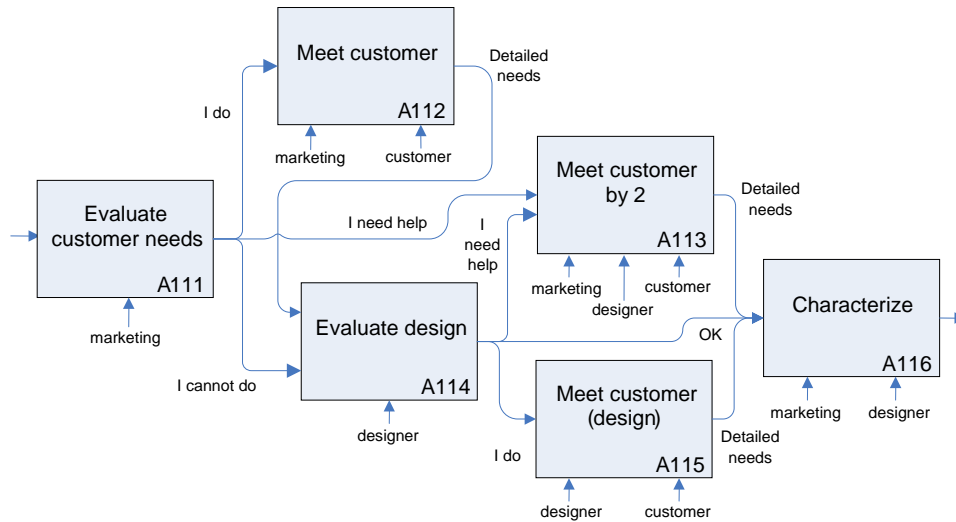 Meet customer
A112
Detailed
needs
I do
marketing
customer
Evaluate
customer needs
A111
marketing
I need help
I
need
help
Meet customer
by 2
A113
Detailed
needs
marketing
designer
customer
Evaluate design
A114
I cannot do
designer
OK
Characterize
A116
marketing
designer
Meet customer
(design)
A115
I do
Detailed
needs
designer
customer